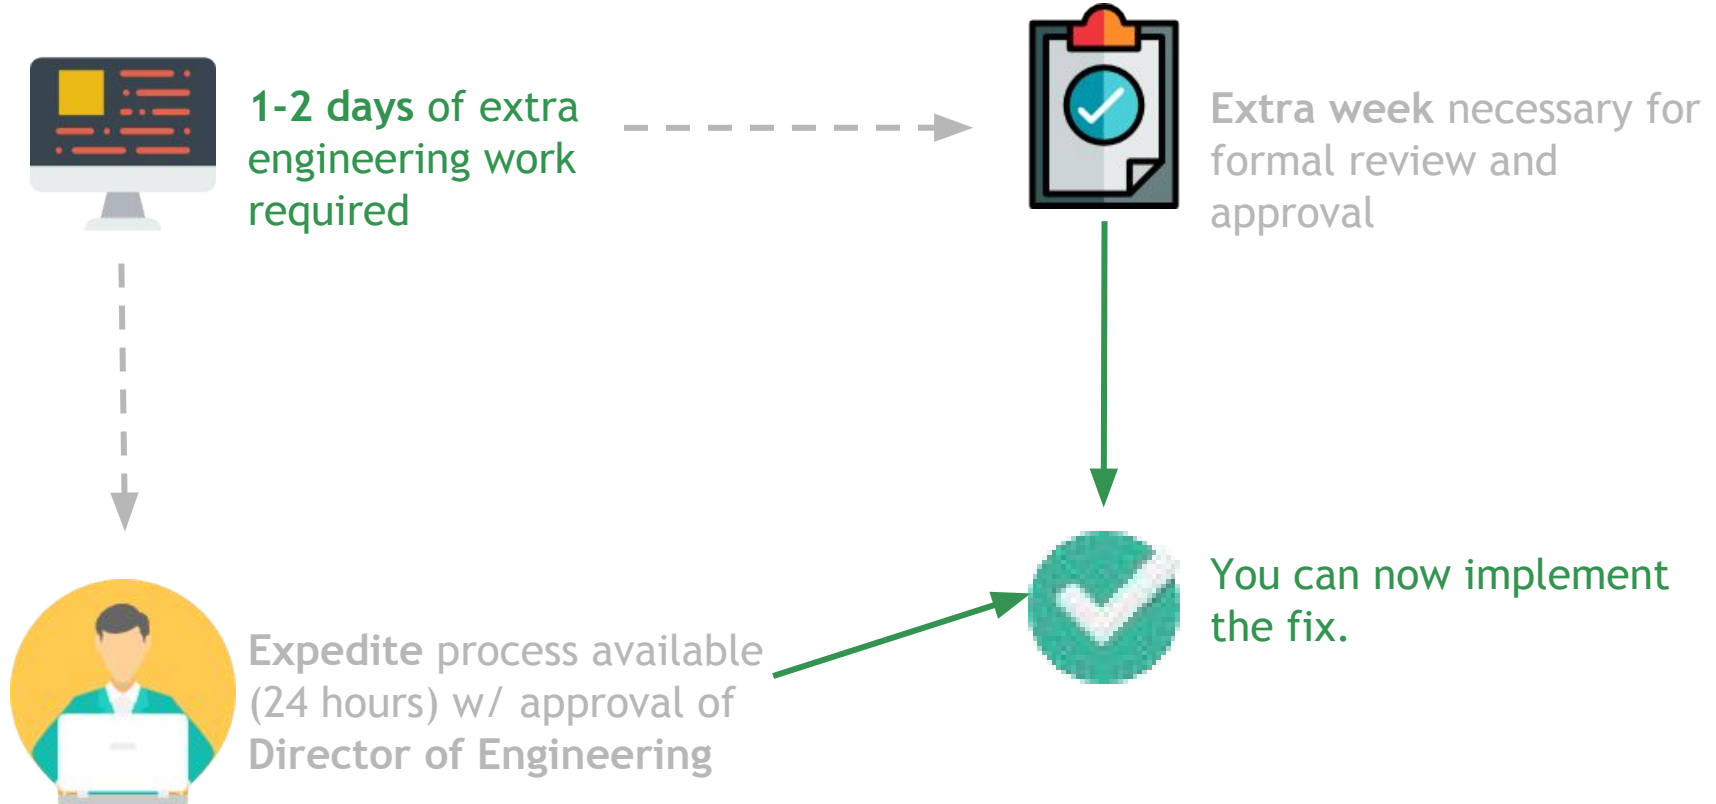 1-2 days of extra
engineering work
required
Extra week necessary for
formal review and
approval
Expedite process available
(24 hours) w/ approval of
Director of Engineering
You can now implement
the fix.